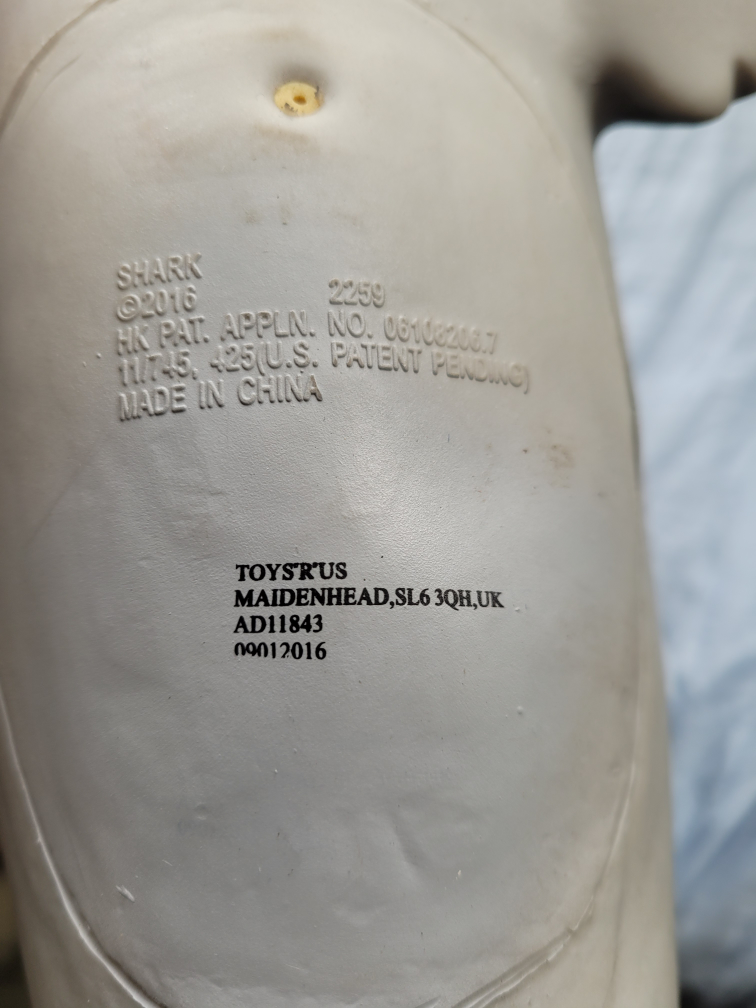 SHARK
©2016 2259
HK PAT. APPLN. NO. 06108206.7
11/745, 425(U.S. PATENT PENDING)
MADE IN CHINA
TOYS"R"US
MAIDENHEAD,SL6 3QH,UK
AD11843
09012016